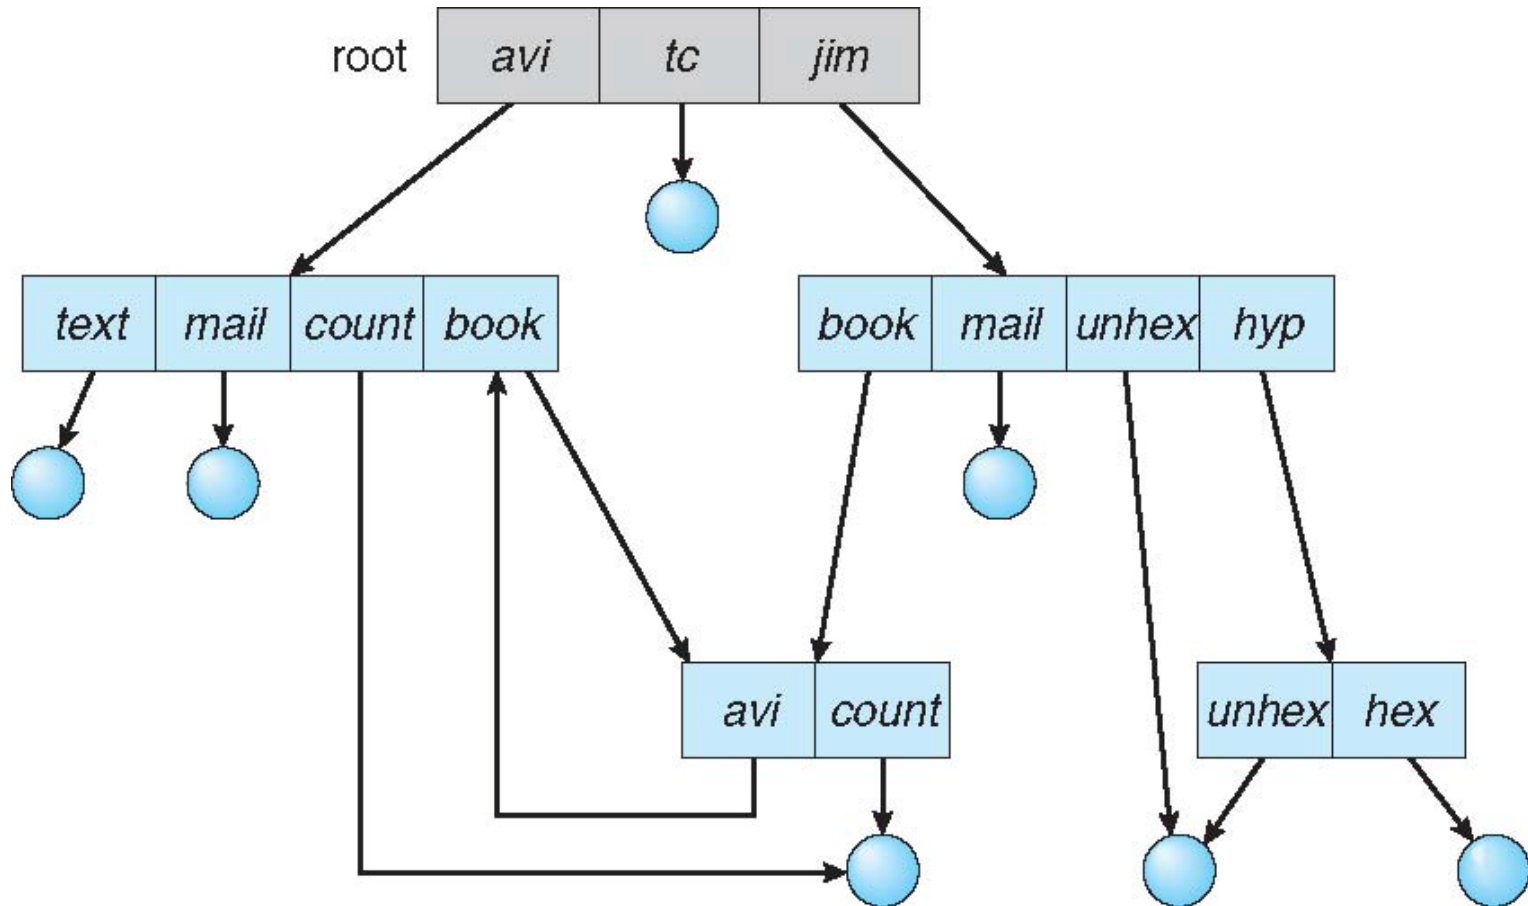 root avi tc jim
text mail count book book mail unhex hyp
avi count unhex hex